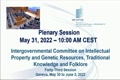 Plenary Session
May 31, 2022 – 10:00 AM CEST
Intergovernmental Committee on Intellectual
Property and Genetic Resources, Traditional
Knowledge and Folklore
Forty-Third Session
Geneva, May 30 to June 3, 2022